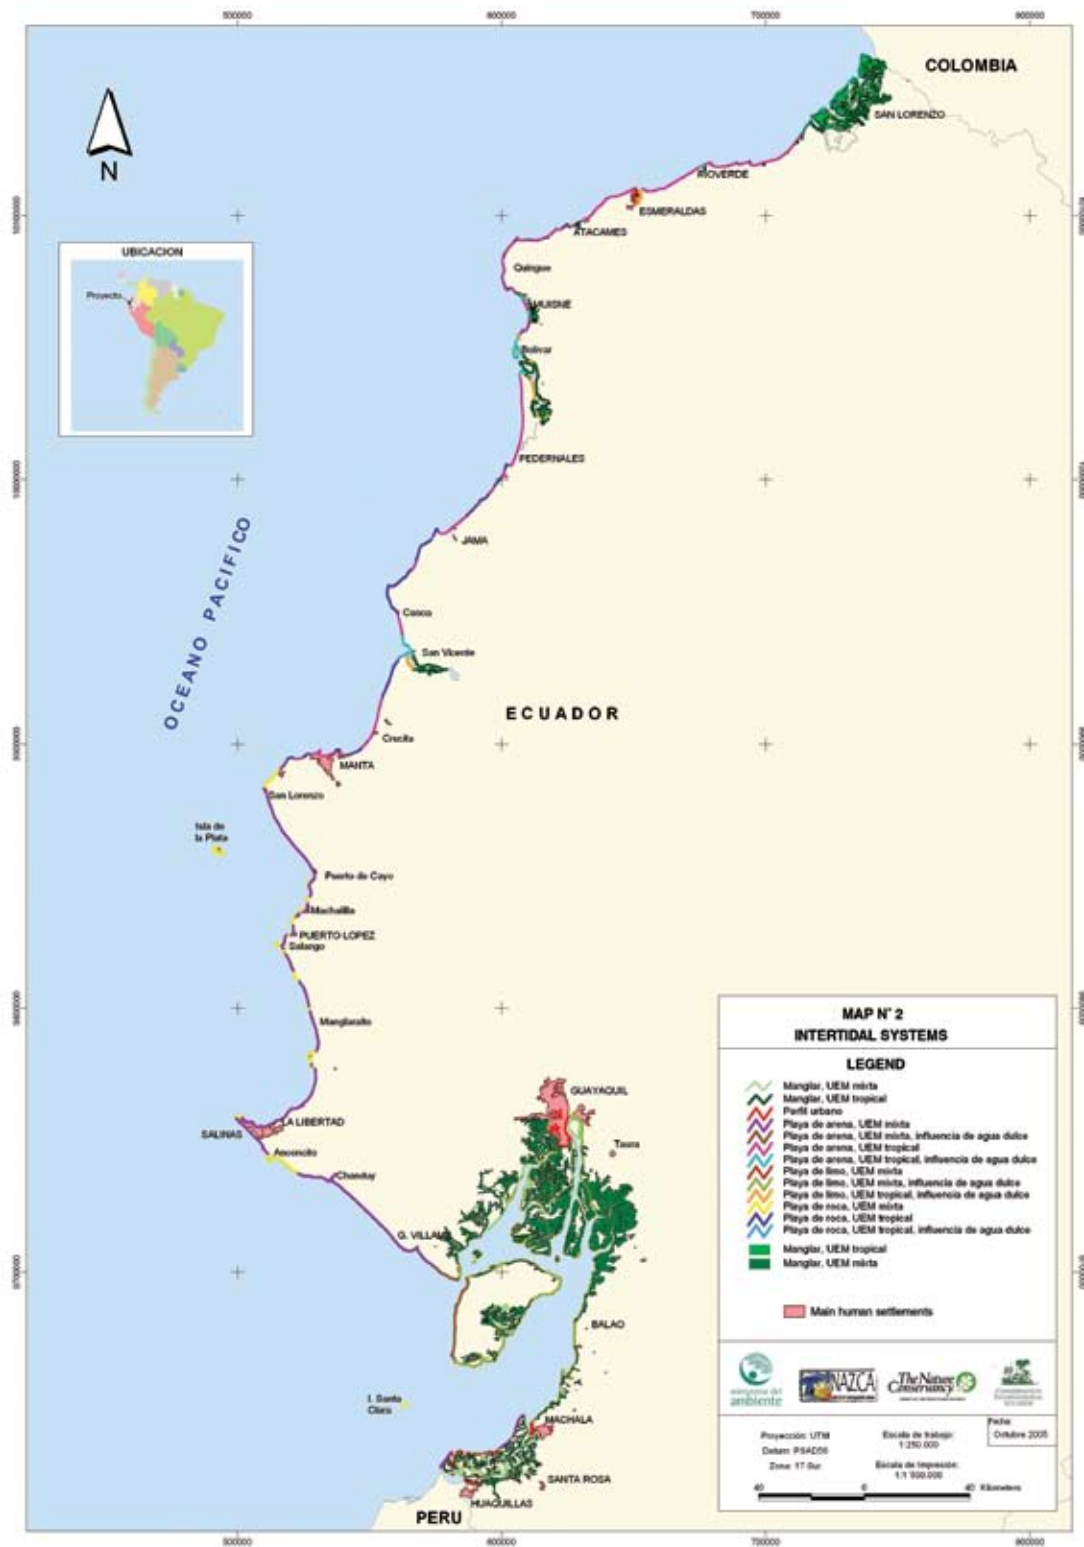 500000
600000
700000
800000
COLOMBIA
SAN LORENZO
N
RIOVERDE
ESMERALDAS
ATACAMES
UBICACION
Proyecto
Quingue
MUISNE
Bolivar
PEDERNALES
OCEANO PACIFICO
JAMA
Canoa
San Vicente
ECUADOR
Crucita
MANTA
San Lorenzo
Isla de
la Plata
Puerto de Cayo
Machalilla
PUERTO LOPEZ
Salango
Manglaralto
GUAYAQUIL
LA LIBERTAD
SALINAS
Taura
Anconcito
Chanduy
G. VILLAMIL
BALAO
I. Santa
Clara
MACHALA
SANTA ROSA
HUAQUILLAS
PERU
MAP N° 2
INTERTIDAL SYSTEMS
LEGEND
Manglar, UEM mixta
Manglar, UEM tropical
Perfil urbano
Playa de arena, UEM mixta
Playa de arena, UEM mixta, influencia de agua dulce
Playa de arena, UEM tropical
Playa de arena, UEM tropical, influencia de agua dulce
Playa de limo, UEM mixta
Playa de limo, UEM mixta, influencia de agua dulce
Playa de limo, UEM tropical, influencia de agua dulce
Playa de roca, UEM mixta
Playa de roca, UEM tropical
Playa de roca, UEM tropical, influencia de agua dulce
Manglar, UEM tropical
Manglar, UEM mixta
Main human settlements
ministerio del
ambiente
NAZCA
The Nature
Conservancy
Proyección: UTM
Datum: PSAD56
Zona: 17 Sur
Escala de trabajo:
1:250.000
Escala de Impresión:
1:1'500.000
Fecha:
Octubre 2005
40 0 40 Kilometers
500000
600000
700000
800000